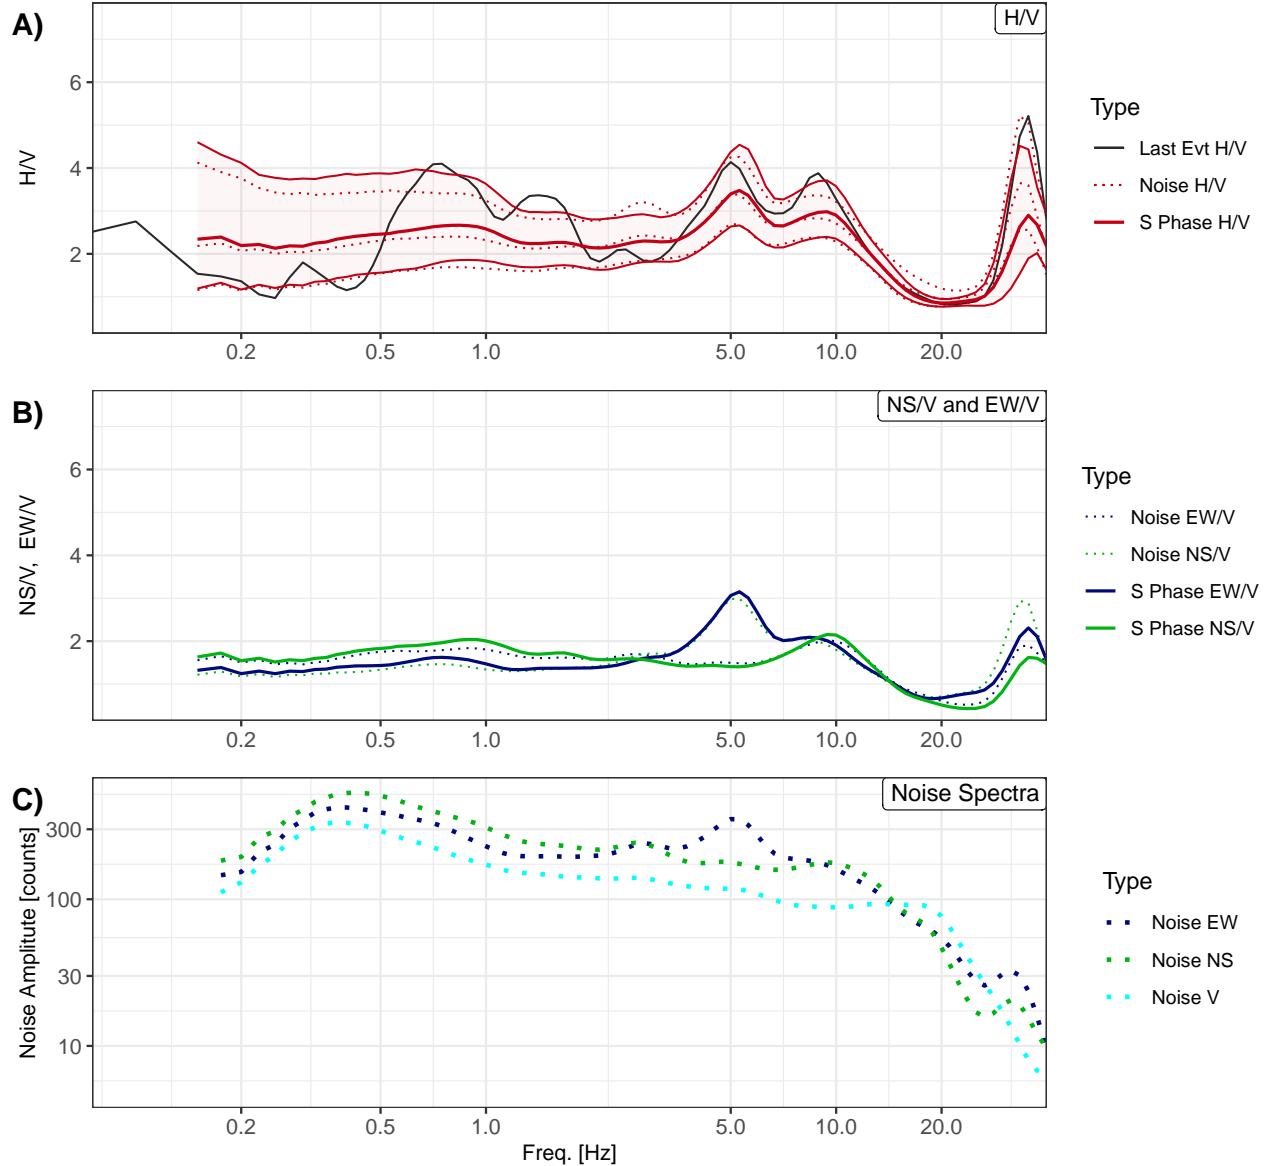 A)
H/V
H/V
6
4
2
0.2 0.5 1.0 5.0 10.0 20.0
Type
Last Evt H/V
Noise H/V
S Phase H/V
B)
NS/V and EW/V
NS/V, EW/V
6
4
2
0.2 0.5 1.0 5.0 10.0 20.0
Type
Noise EW/V
Noise NS/V
S Phase EW/V
S Phase NS/V
C)
Noise Spectra
Noise Amplitute [counts]
300
100
30
10
0.2 0.5 1.0 5.0 10.0 20.0
Freq. [Hz]
Type
Noise EW
Noise NS
Noise V